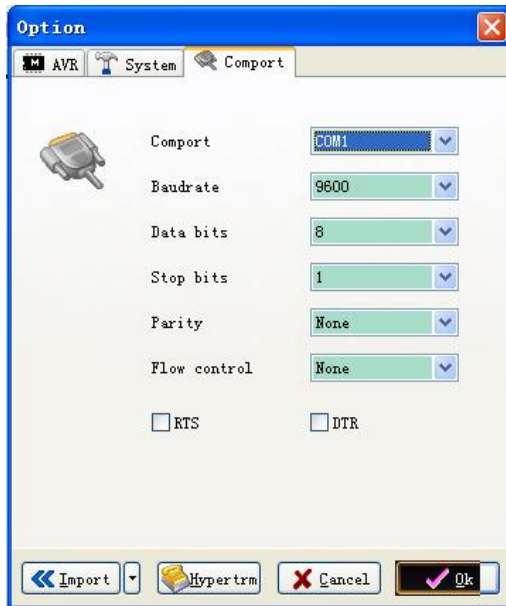 Option
AVR System Comport
Comport COM1
Baudrate 9600
Data bits 8
Stop bits 1
Parity None
Flow control None
RTS DTR
Import Hypertrm Cancel Ok